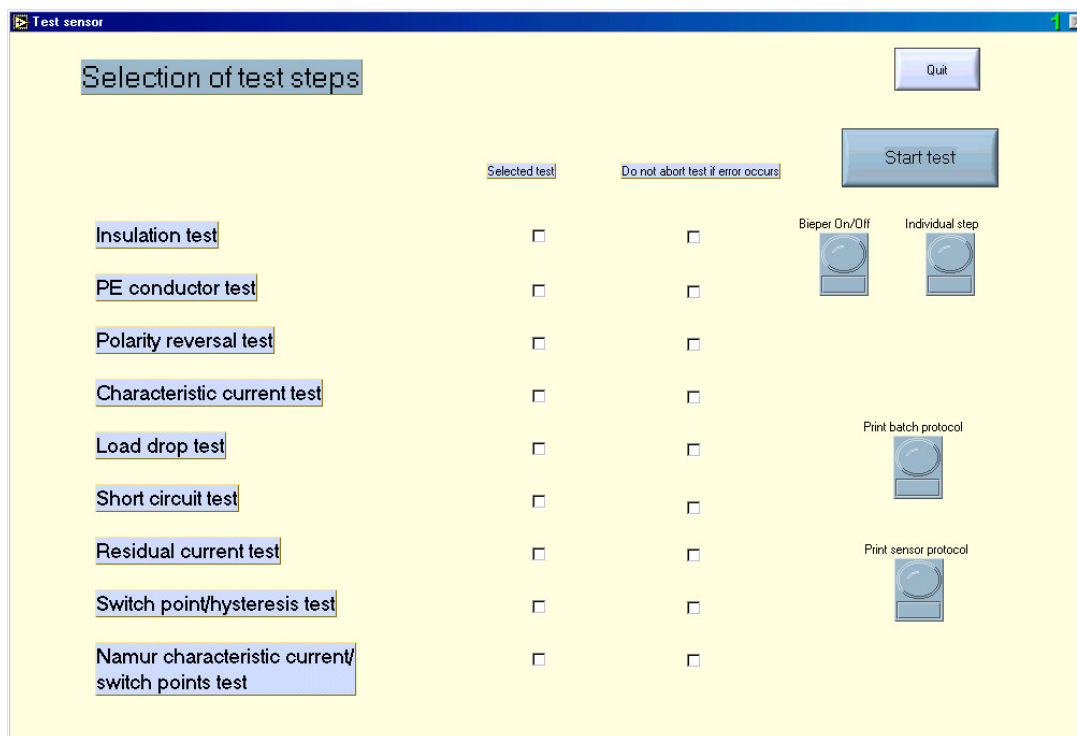 Test sensor
1
Selection of test steps
Quit
Start test
Selected test
Do not abort test if error occurs
Bieper On/Off
Individual step
Insulation test
PE conductor test
Polarity reversal test
Characteristic current test
Load drop test
Print batch protocol
Short circuit test
Residual current test
Print sensor protocol
Switch point/hysteresis test
Namur characteristic current/
switch points test